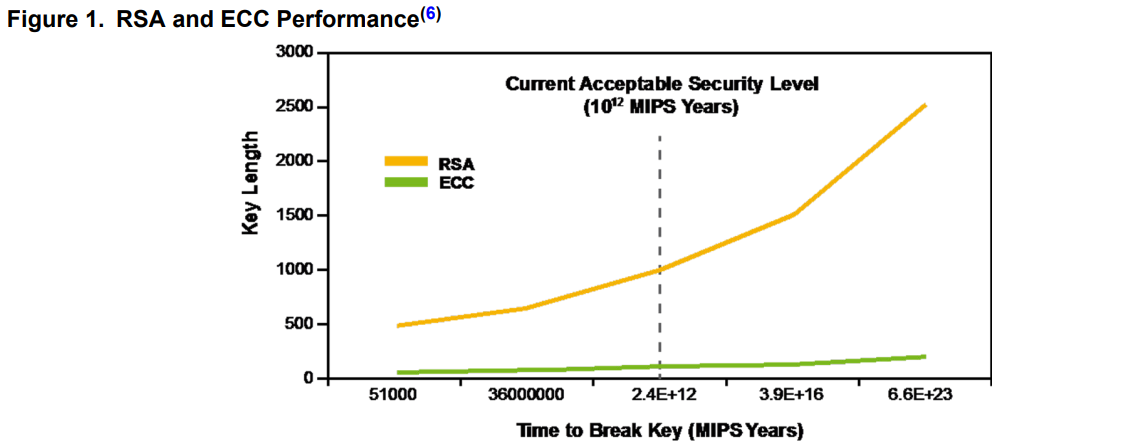 Figure 1. RSA and ECC Performance(6)
3000
Current Acceptable Security Level
(10¹² MIPS Years)
2500
2000
RSA
ECC
Key Length
1500
1000
500
0
51000 36000000 2.4E+12 3.9E+16 6.6E+23
Time to Break Key (MIPS Years)